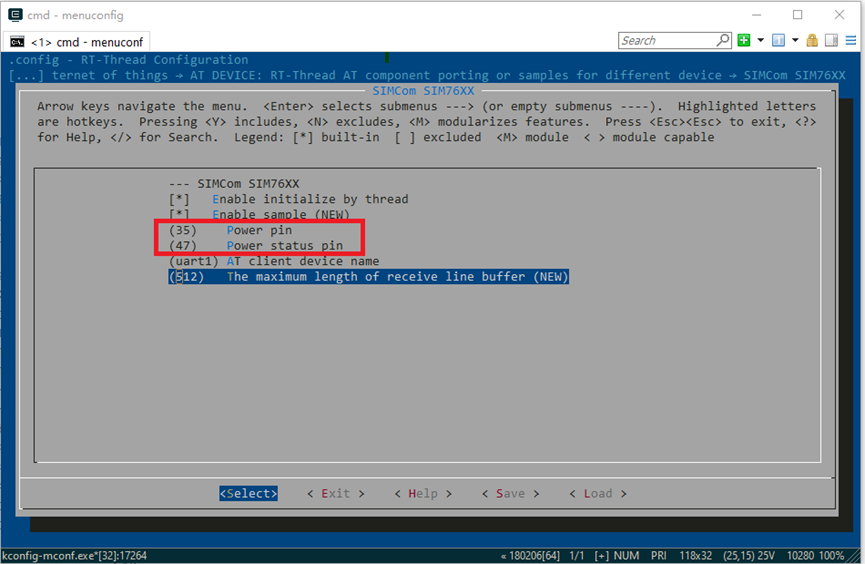 cmd - menuconfig
<1> cmd - menuconf
Search
.config - RT-Thread Configuration
[...] ternet of things → AT DEVICE: RT-Thread AT component porting or samples for different device → SIMCom SIM76XX
SIMCom SIM76XX
Arrow keys navigate the menu. <Enter> selects submenus ---> (or empty submenus ----). Highlighted letters
are hotkeys. Pressing <Y> includes, <N> excludes, <M> modularizes features. Press <Esc><Esc> to exit, <?>
for Help, </> for Search. Legend: [*] built-in [ ] excluded <M> module < > module capable
--- SIMCom SIM76XX
[*] Enable initialize by thread
[*] Enable sample (NEW)
(35) Power pin
(47) Power status pin
(uart1) AT client device name
(512) The maximum length of receive line buffer (NEW)
<Select> < Exit > < Help > < Save > < Load >
kconfig-mconf.exe*[32]:17264 « 180206[64] 1/1 [+] NUM PRI 118x32 (25,15) 25V 10280 100%